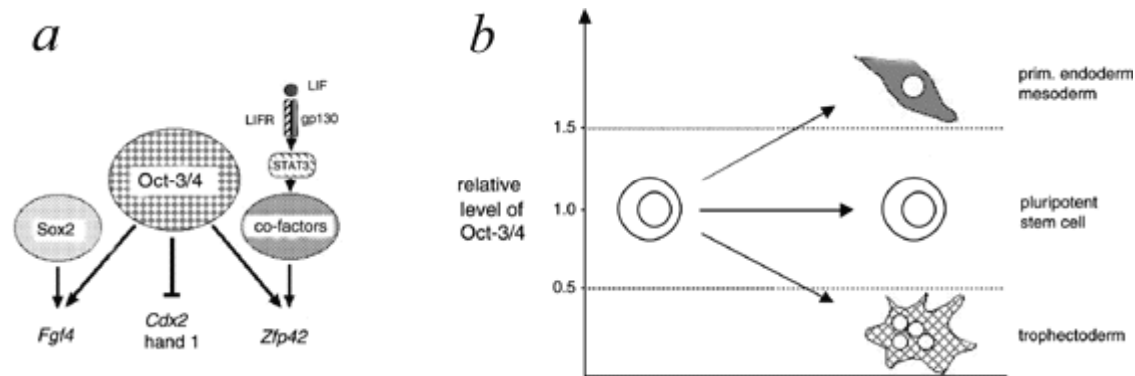 a
LIF
LIFR
gp130
STAT3
Oct-3/4
Sox2
co-factors
Fgf4
Cdx2
hand 1
Zfp42
b
prim. endoderm
mesoderm
1.5
relative
level of
Oct-3/4
1.0
pluripotent
stem cell
0.5
trophectoderm